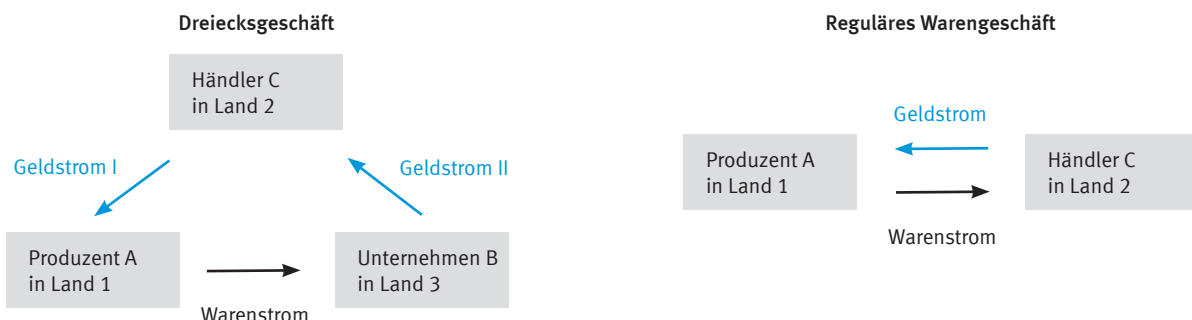 Dreiecksgeschäft
Händler C
in Land 2
Geldstrom I
Geldstrom II
Produzent A
in Land 1
Unternehmen B
in Land 3
Warenstrom
Reguläres Warengeschäft
Geldstrom
Produzent A
in Land 1
Händler C
in Land 2
Warenstrom